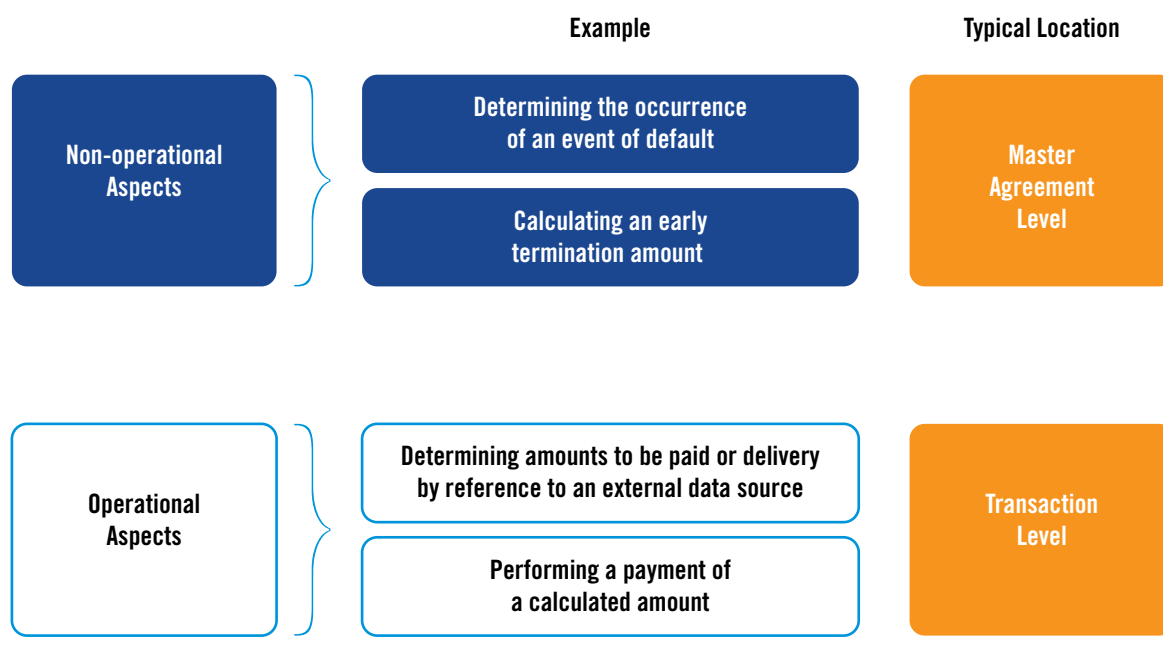 Example
Typical Location
Non-operational
Aspects
Determining the occurrence
of an event of default
Calculating an early
termination amount
Master
Agreement
Level
Operational
Aspects
Determining amounts to be paid or delivery
by reference to an external data source
Performing a payment of
a calculated amount
Transaction
Level